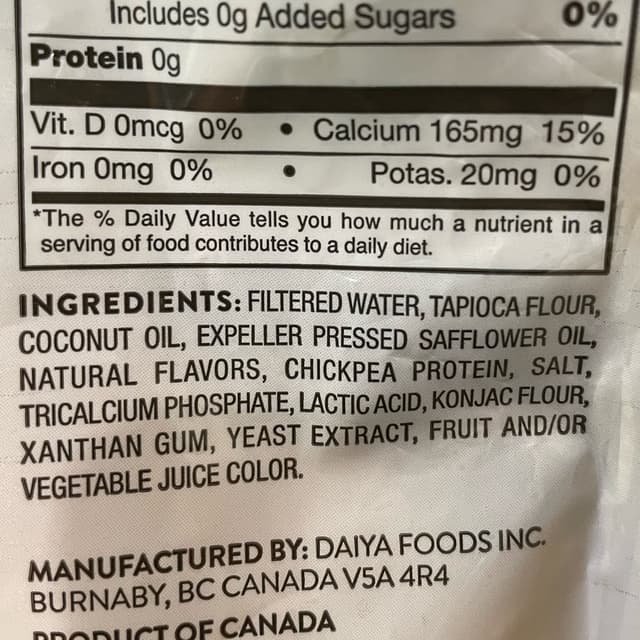 Includes 0g Added Sugars 0%
Protein 0g
Vit. D 0mcg 0% • Calcium 165mg 15%
Iron 0mg 0% • Potas. 20mg 0%
*The % Daily Value tells you how much a nutrient in a
serving of food contributes to a daily diet.
INGREDIENTS: FILTERED WATER, TAPIOCA FLOUR,
COCONUT OIL, EXPELLER PRESSED SAFFLOWER OIL,
NATURAL FLAVORS, CHICKPEA PROTEIN, SALT,
TRICALCIUM PHOSPHATE, LACTIC ACID, KONJAC FLOUR,
XANTHAN GUM, YEAST EXTRACT, FRUIT AND/OR
VEGETABLE JUICE COLOR.
MANUFACTURED BY: DAIYA FOODS INC.
BURNABY, BC CANADA V5A 4R4
PRODUCT OF CANADA